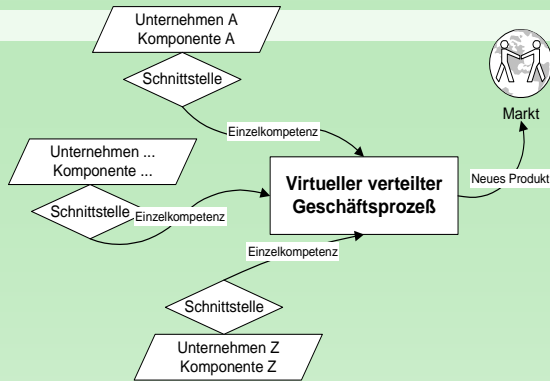 Unternehmen A
Komponente A
Schnittstelle
Einzelkompetenz
Markt
Unternehmen ...
Komponente ...
Schnittstelle
Einzelkompetenz
Virtueller verteilter
Geschäftsprozeß
Neues Produkt
Einzelkompetenz
Schnittstelle
Unternehmen Z
Komponente Z